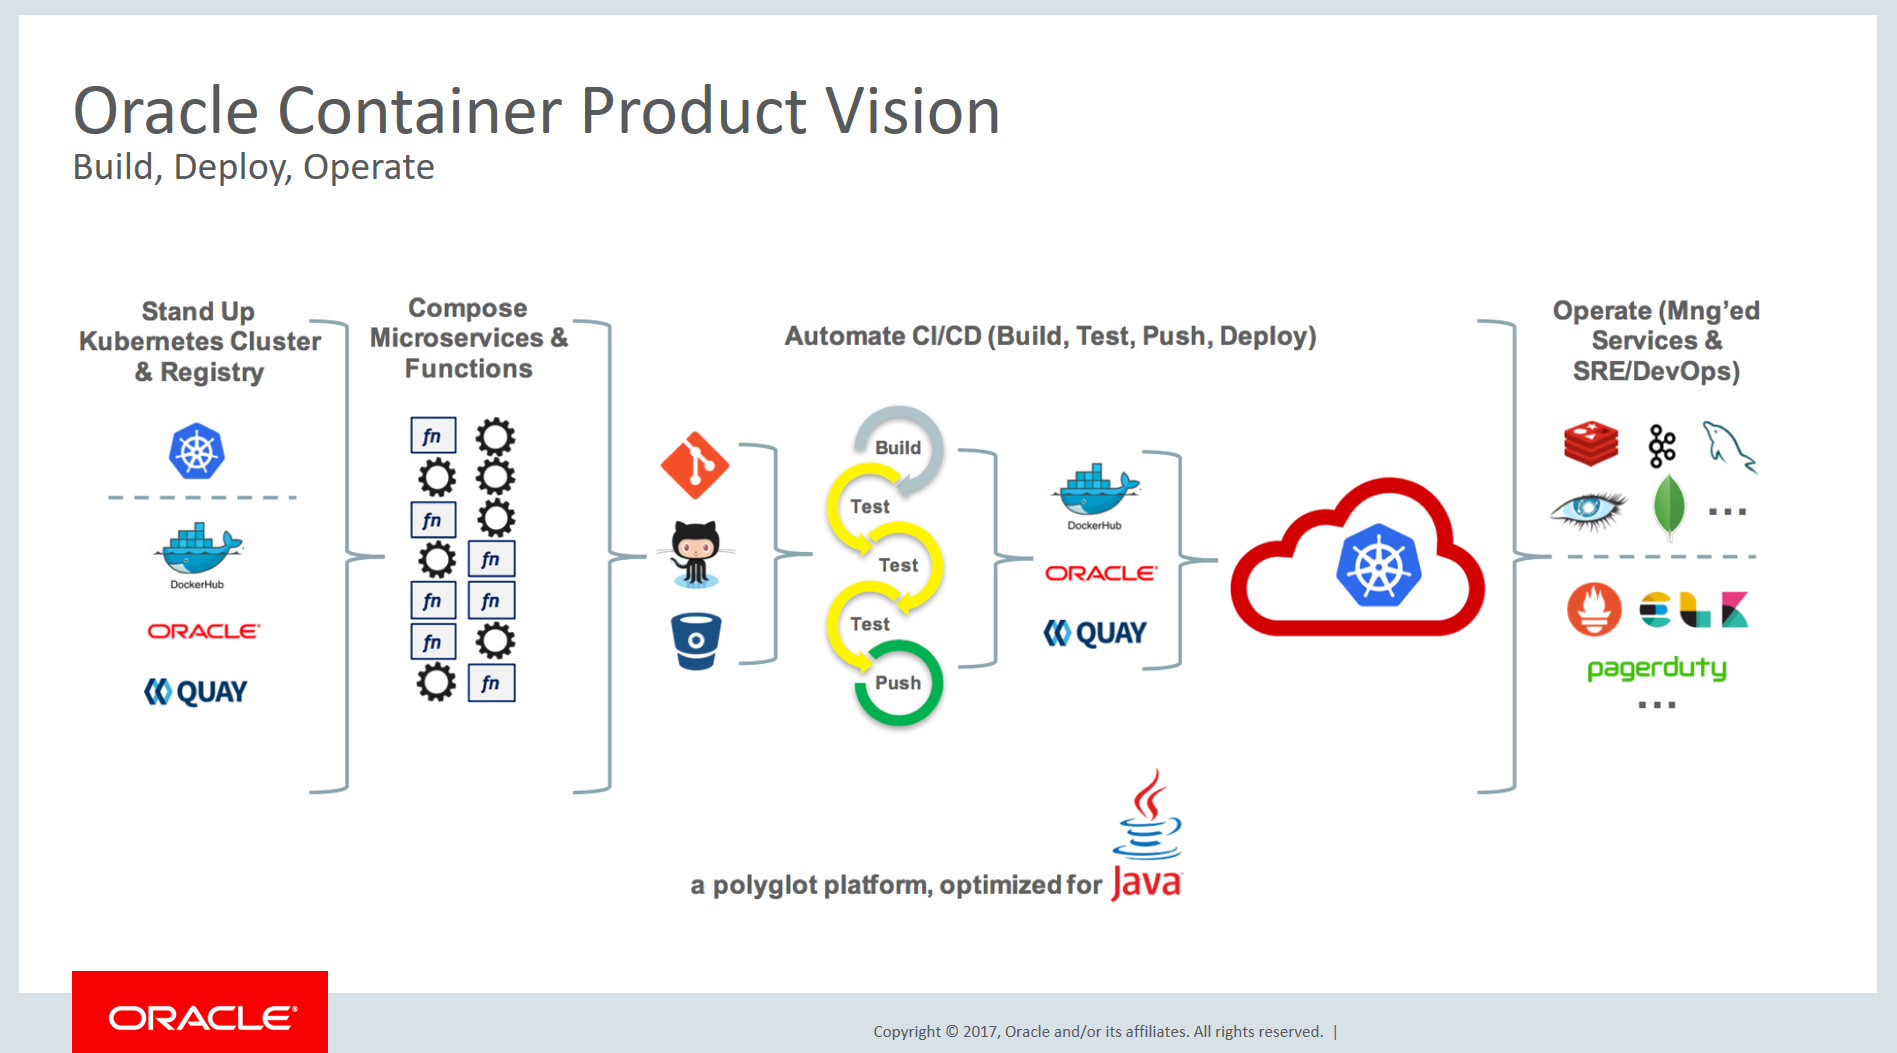 Oracle Container Product Vision
Build, Deploy, Operate
Stand Up
Kubernetes Cluster
& Registry
DockerHub
ORACLE®
QUAY
Compose
Microservices &
Functions
fn
fn
fn
fn
fn
fn
fn
Automate CI/CD (Build, Test, Push, Deploy)
Build
Test
Test
Test
Push
DockerHub
ORACLE®
QUAY
Operate (Mng’ed
Services &
SRE/DevOps)
...
ELK
pagerduty
...
a polyglot platform, optimized for Java
ORACLE®
Copyright © 2017, Oracle and/or its affiliates. All rights reserved. |